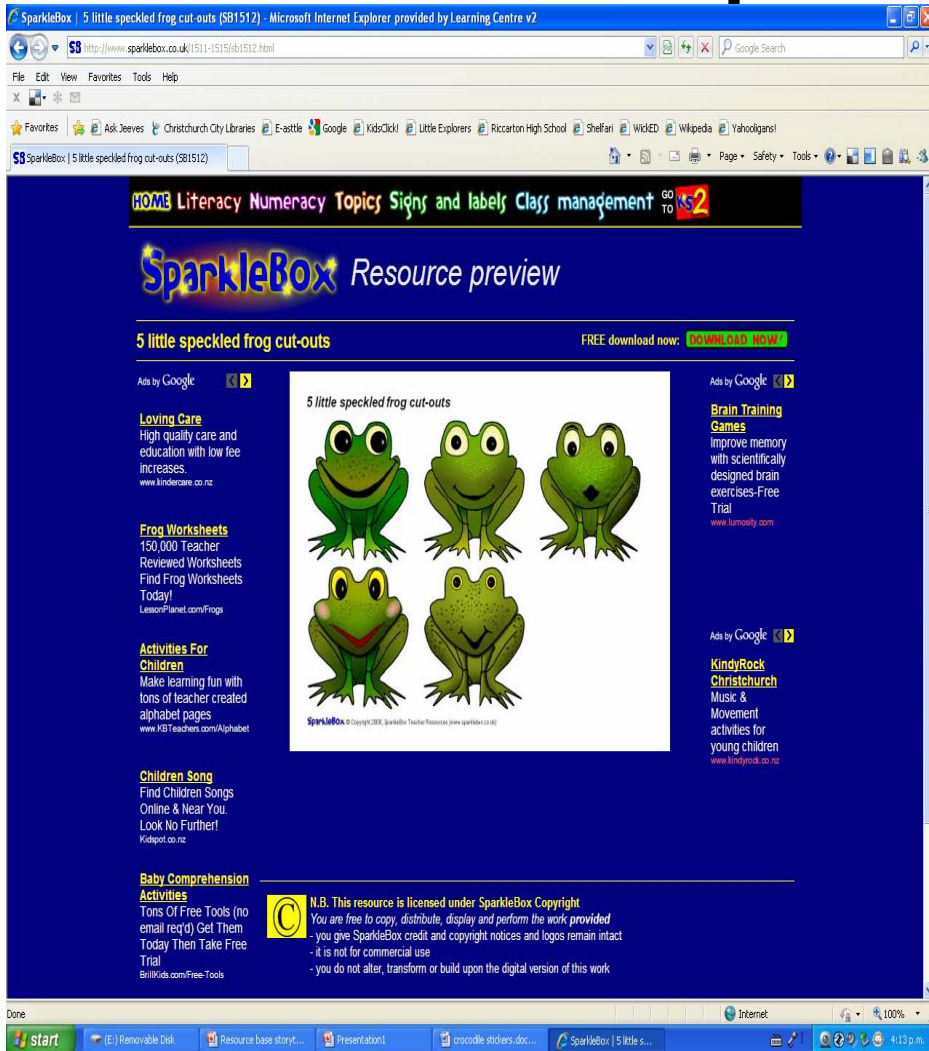 SparkleBox | 5 little speckled frog cut-outs (SB1512) - Microsoft Internet Explorer provided by Learning Centre v2
http://www.sparklebox.co.uk/1511-1515/sb1512.html
Google Search
File Edit View Favorites Tools Help
Favorites Ask Jeeves Christchurch City Libraries E-asttle Google KidsClick! Little Explorers Riccarton High School Shelfari WickED Wikipedia Yahooligans!
SparkleBox | 5 little speckled frog cut-outs (SB1512)
Page Safety Tools
HOME Literacy Numeracy Topics Signs and labels Class management GO TO KS2
SparkleBox Resource preview
5 little speckled frog cut-outs
FREE download now: DOWNLOAD NOW!
Ads by Google
Loving Care
High quality care and
education with low fee
increases.
www.kindercare.co.nz
Frog Worksheets
150,000 Teacher
Reviewed Worksheets
Find Frog Worksheets
Today!
LessonPlanet.com/Frogs
Activities For
Children
Make learning fun with
tons of teacher created
alphabet pages
www.KBTeachers.com/Alphabet
Children Song
Find Children Songs
Online & Near You.
Look No Further!
Kidspot.co.nz
Baby Comprehension
Activities
Tons Of Free Tools (no
email req'd) Get Them
Today Then Take Free
Trial
BrillKids.com/Free-Tools
5 little speckled frog cut-outs
SparkleBox © Copyright 2009, SparkleBox Teacher Resources (www.sparklebox.co.uk)
Ads by Google
Brain Training
Games
Improve memory
with scientifically
designed brain
exercises-Free
Trial
www.lumosity.com
Ads by Google
KindyRock
Christchurch
Music &
Movement
activities for
young children
www.kindyrock.co.nz
N.B. This resource is licensed under SparkleBox Copyright
You are free to copy, distribute, display and perform the work provided
- you give SparkleBox credit and copyright notices and logos remain intact
- it is not for commercial use
- you do not alter, transform or build upon the digital version of this work
Done
Internet
100%
start
(E:) Removable Disk
Resource base storyt...
Presentation1
crocodile stickers.doc...
SparkleBox | 5 little s...
4:13 p.m.